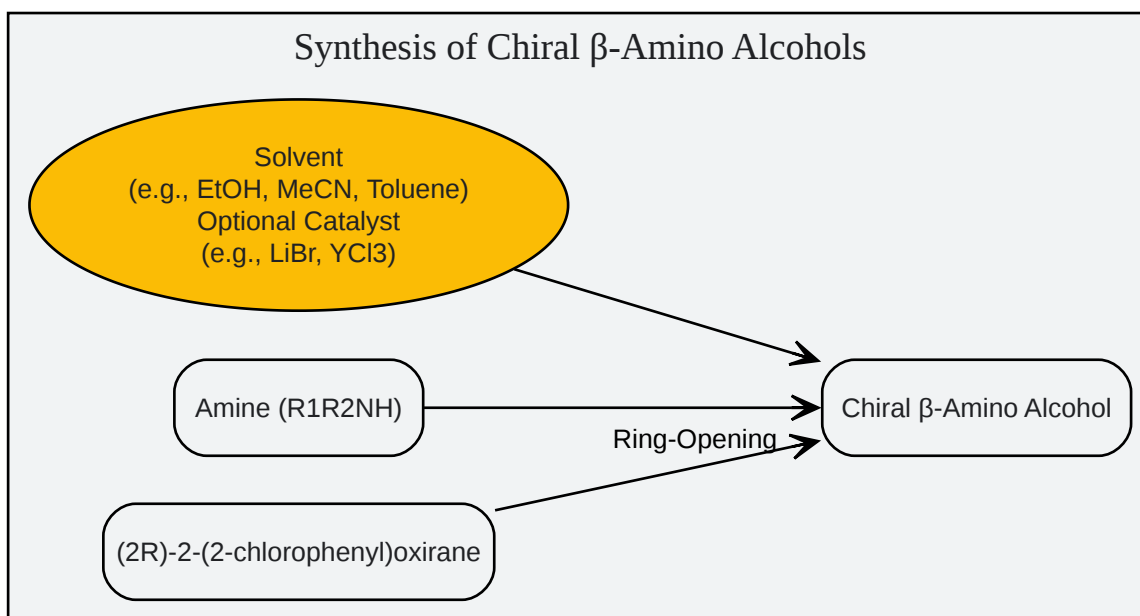 Synthesis of Chiral β-Amino Alcohols
Solvent
(e.g., EtOH, MeCN, Toluene)
Optional Catalyst
(e.g., LiBr, YCl3)
Amine (R1R2NH)
Chiral β-Amino Alcohol
Ring-Opening
(2R)-2-(2-chlorophenyl)oxirane